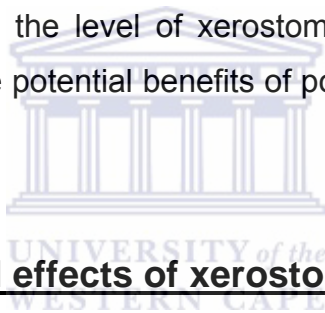 the level of xerostom
potential benefits of po
UNIVERSITY of the
effects of xerosto
WESTERN CAPE